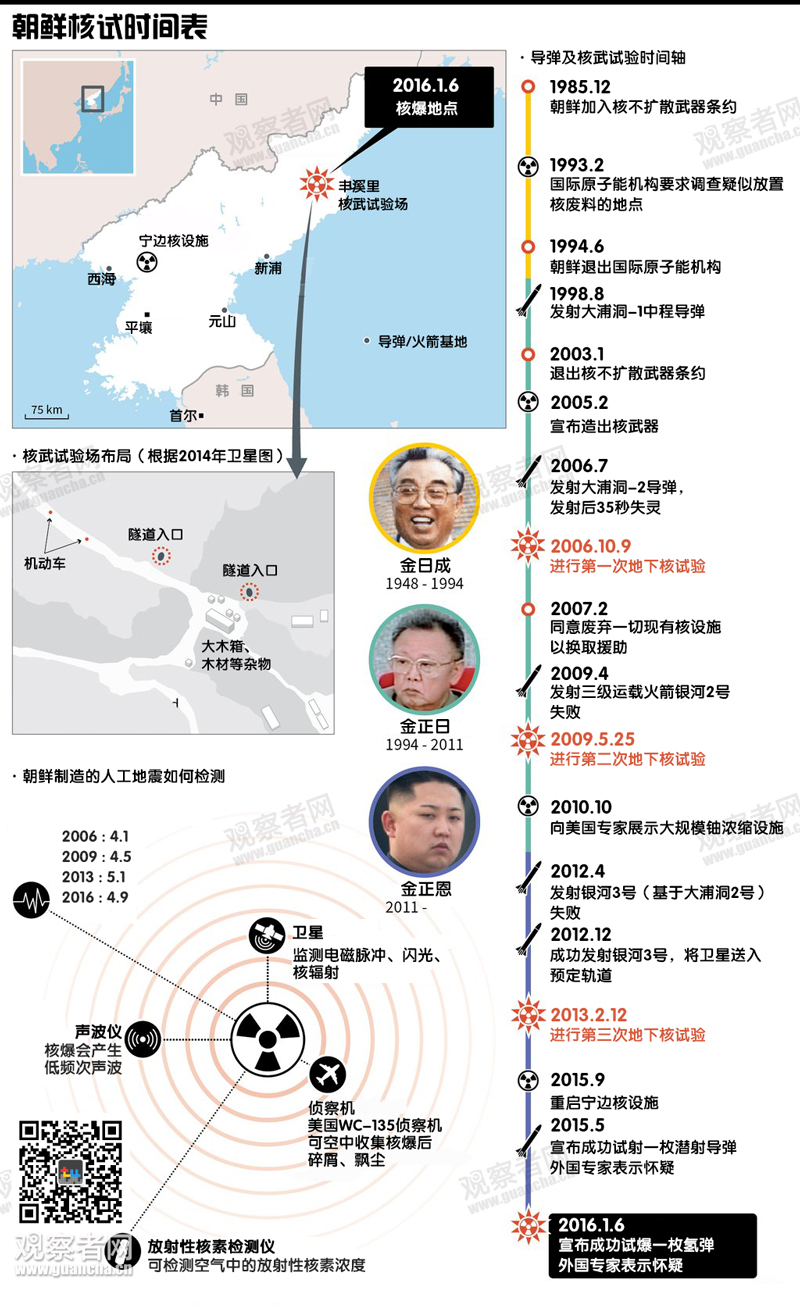 朝鲜核试时间表
中 国
2016.1.6
核爆地点
丰溪里
核武试验场
宁边核设施
西海
新浦
平壤
元山
导弹/火箭基地
韩 国
75 km
首尔
· 核武试验场布局（根据2014年卫星图）
隧道入口
机动车
隧道入口
大木箱、
木材等杂物
金日成
1948 - 1994
金正日
1994 - 2011
金正恩
2011 -
· 朝鲜制造的人工地震如何检测
2006 : 4.1
2009 : 4.5
2013 : 5.1
2016 : 4.9
卫星
监测电磁脉冲、闪光、
核辐射
声波仪
核爆会产生
低频次声波
侦察机
美国WC-135侦察机
可空中收集核爆后
碎屑、飘尘
放射性核素检测仪
可检测空气中的放射性核素浓度
· 导弹及核武试验时间轴
1985.12
朝鲜加入核不扩散武器条约
1993.2
国际原子能机构要求调查疑似放置
核废料的地点
1994.6
朝鲜退出国际原子能机构
1998.8
发射大浦洞-1中程导弹
2003.1
退出核不扩散武器条约
2005.2
宣布造出核武器
2006.7
发射大浦洞-2导弹，
发射后35秒失灵
2006.10.9
进行第一次地下核试验
2007.2
同意废弃一切现有核设施
以换取援助
2009.4
发射三级运载火箭银河2号
失败
2009.5.25
进行第二次地下核试验
2010.10
向美国专家展示大规模铀浓缩设施
2012.4
发射银河3号（基于大浦洞2号）
失败
2012.12
成功发射银河3号，将卫星送入
预定轨道
2013.2.12
进行第三次地下核试验
2015.9
重启宁边核设施
2015.5
宣布成功试射一枚潜射导弹
外国专家表示怀疑
2016.1.6
宣布成功试爆一枚氢弹
外国专家表示怀疑
观察者网
www.guancha.cn